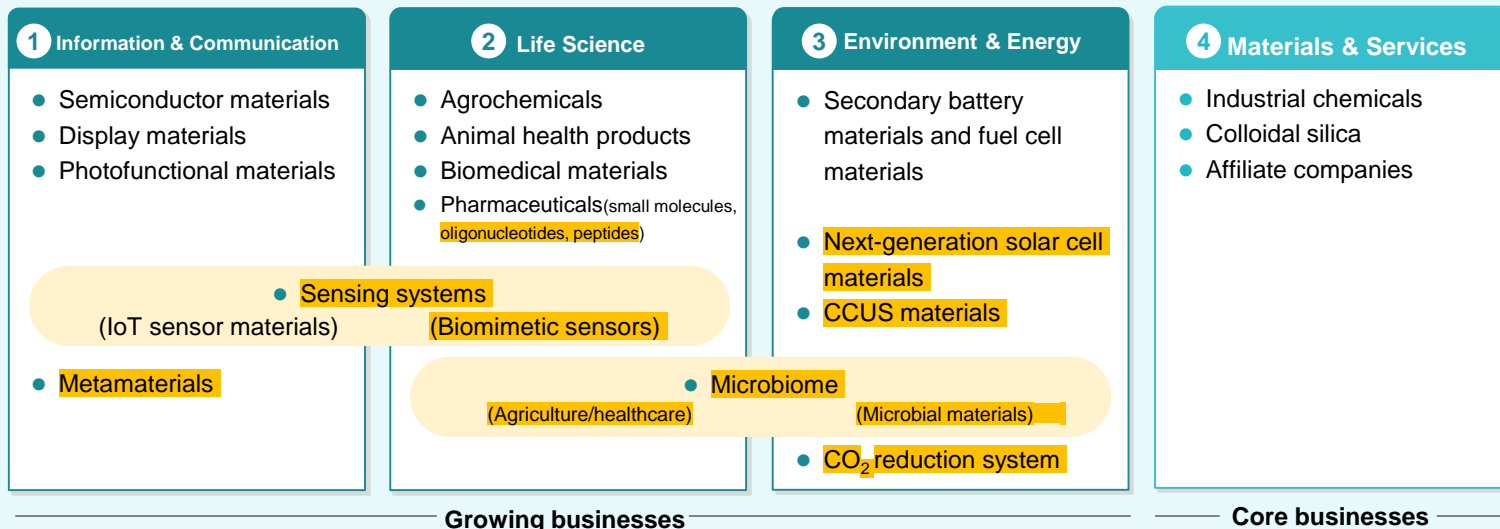 1 Information & Communication
Semiconductor materials
Display materials
Photofunctional materials
2 Life Science
Agrochemicals
Animal health products
Biomedical materials
Pharmaceuticals(small molecules,
oligonucleotides, peptides)
Sensing systems
(IoT sensor materials) (Biomimetic sensors)
Metamaterials
3 Environment & Energy
Secondary battery
materials and fuel cell
materials
Next-generation solar cell
materials
CCUS materials
Microbiome
(Agriculture/healthcare) (Microbial materials)
CO₂ reduction system
4 Materials & Services
Industrial chemicals
Colloidal silica
Affiliate companies
Growing businesses
Core businesses